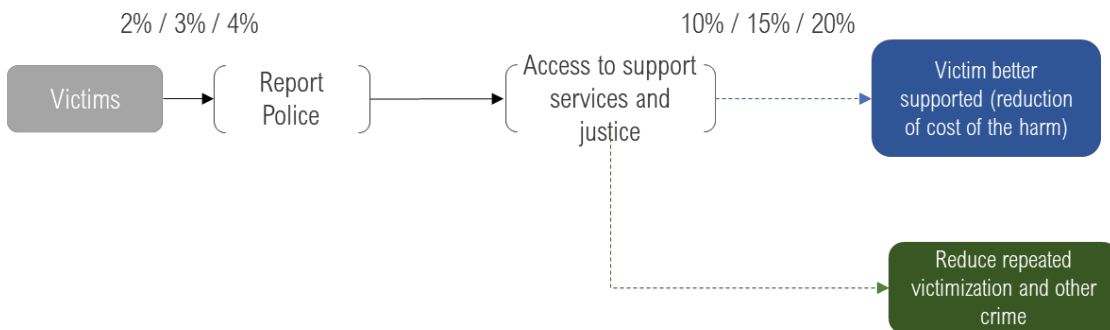 2% / 3% / 4%
10% / 15% / 20%
Victims
Report
Police
Access to support
services and
justice
Victim better
supported (reduction
of cost of the harm)
Reduce repeated
victimization and other
crime